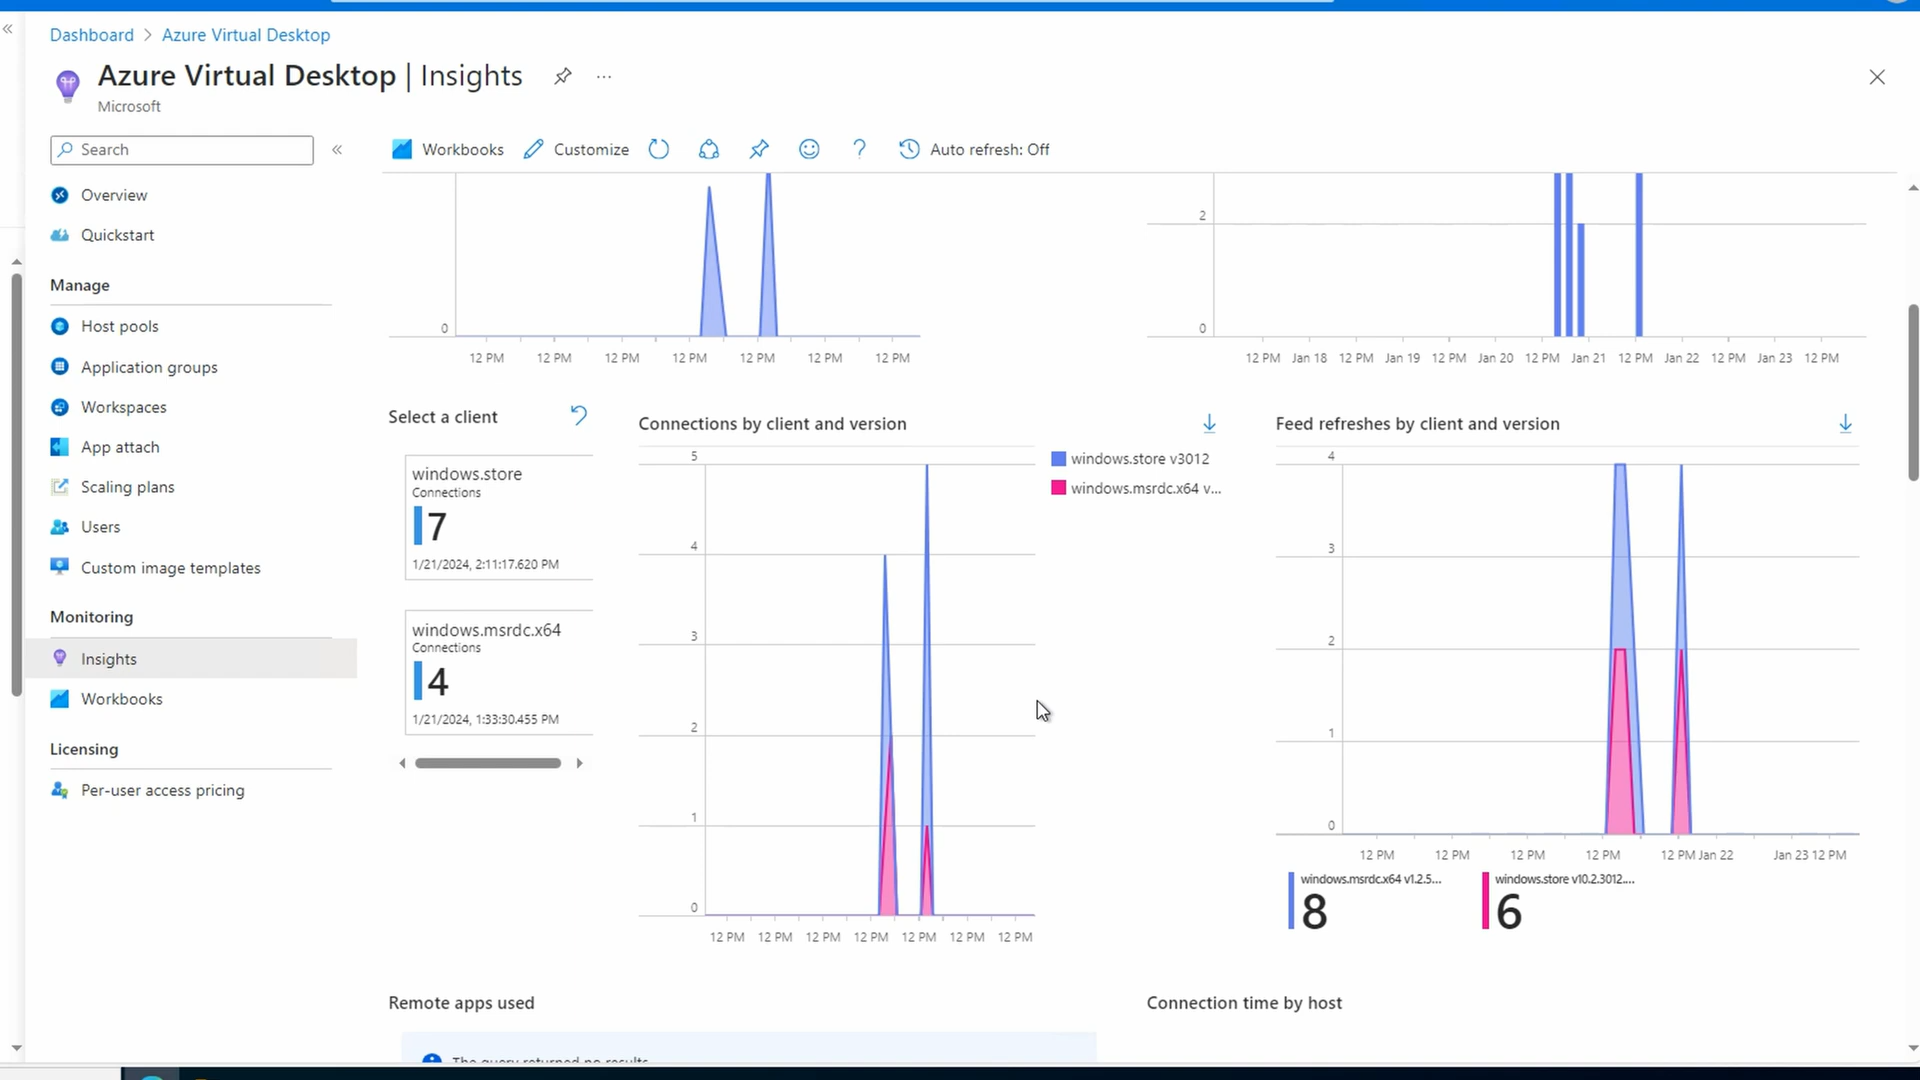 Dashboard > Azure Virtual Desktop
Azure Virtual Desktop | Insights
Microsoft
Search
Overview
Quickstart
Manage
Host pools
Application groups
Workspaces
App attach
Scaling plans
Users
Custom image templates
Monitoring
Insights
Workbooks
Licensing
Per-user access pricing
Workbooks Customize Auto refresh: Off
0
12 PM 12 PM 12 PM 12 PM 12 PM 12 PM 12 PM
2
0
12 PM Jan 18 12 PM Jan 19 12 PM Jan 20 12 PM Jan 21 12 PM Jan 22 12 PM Jan 23 12 PM
Select a client
windows.store
Connections
7
1/21/2024, 2:11:17.620 PM
windows.msrdc.x64
Connections
4
1/21/2024, 1:33:30.455 PM
Connections by client and version
5
4
3
2
1
0
12 PM 12 PM 12 PM 12 PM 12 PM 12 PM 12 PM
windows.store v3012
windows.msrdc.x64 v...
Feed refreshes by client and version
4
3
2
1
0
12 PM 12 PM 12 PM 12 PM 12 PM Jan 22 Jan 23 12 PM
windows.msrdc.x64 v1.2.5...
8
windows.store v10.2.3012....
6
Remote apps used
The query returned no results
Connection time by host